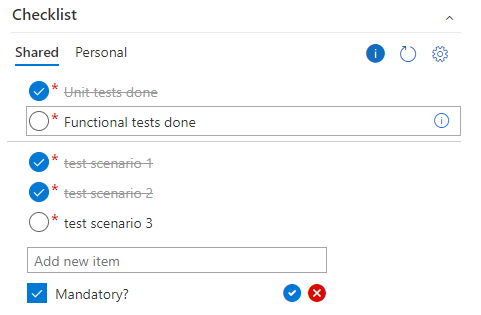 Checklist
Shared Personal
* Unit tests done
* Functional tests done
* test scenario 1
* test scenario 2
* test scenario 3
Add new item
Mandatory?